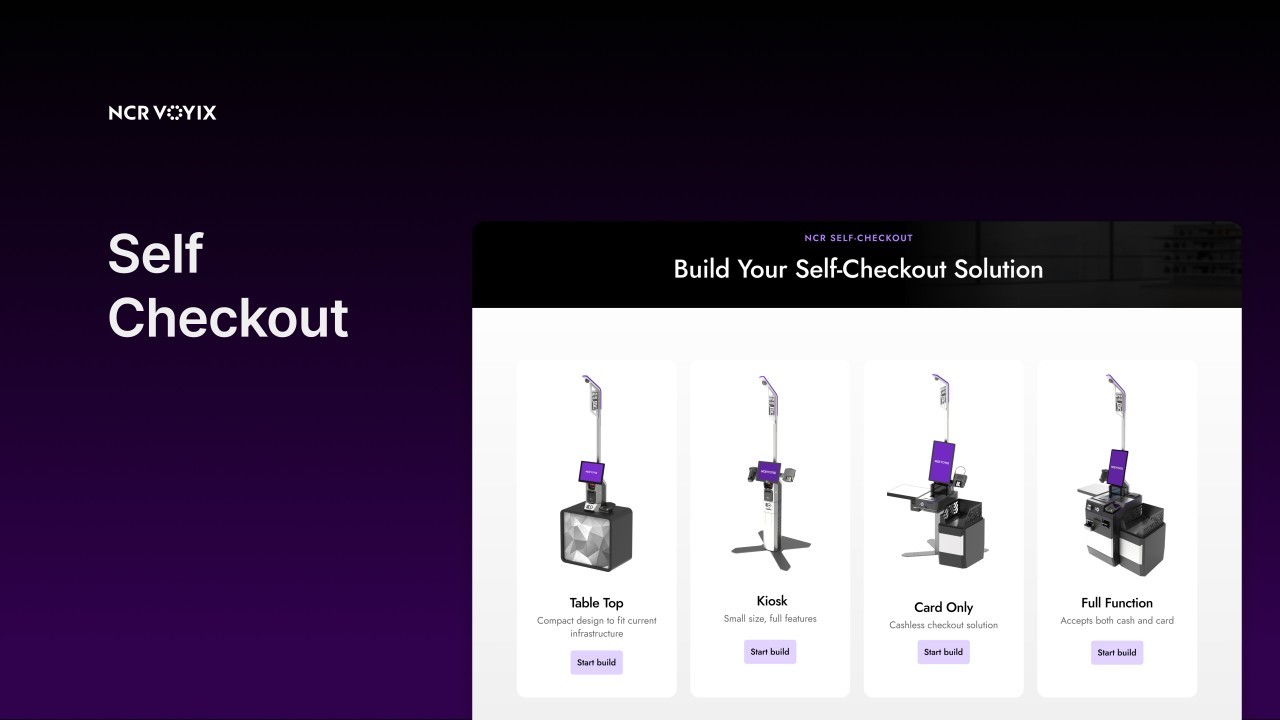 NCR VOYIX
Self
Checkout
NCR SELF-CHECKOUT
Build Your Self-Checkout Solution
Table Top
Compact design to fit current
infrastructure
Start build
Kiosk
Small size, full features
Start build
Card Only
Cashless checkout solution
Start build
Full Function
Accepts both cash and card
Start build